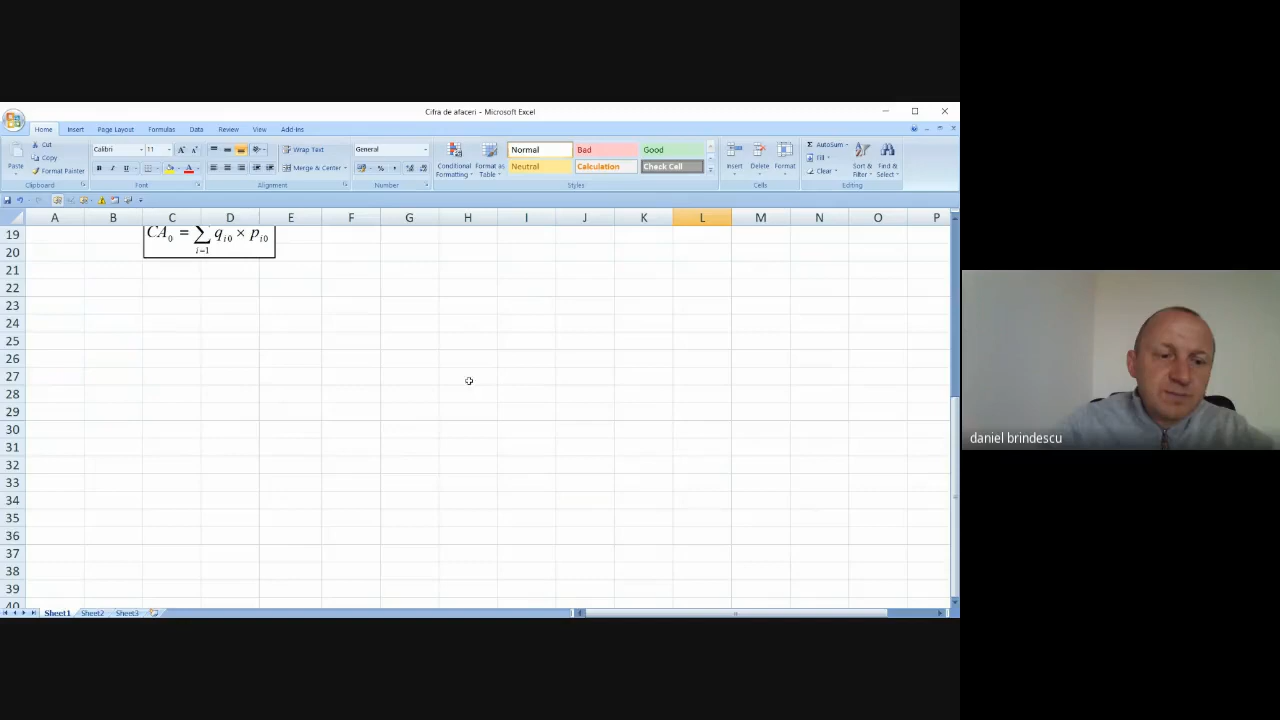 Cifra de afaceri - Microsoft Excel
Home Insert Page Layout Formulas Data Review View Add-Ins
Paste Cut Copy Format Painter Clipboard
Calibri 11 A A B I U A Font
Wrap Text Merge & Center Alignment
General % , Number
Conditional Formatting Format as Table Normal Bad Good Neutral Calculation Check Cell Styles
Insert Delete Format Cells
AutoSum Fill Clear Sort & Filter Find & Select Editing
A B C D E F G H I J K L M N O P
19 CA0 = ∑ qi0 × pi0
20 i=1
21
22
23
24
25
26
27
28
29
30
31
32
33
34
35
36
37
38
39
40
Sheet1 Sheet2 Sheet3
daniel brindescu